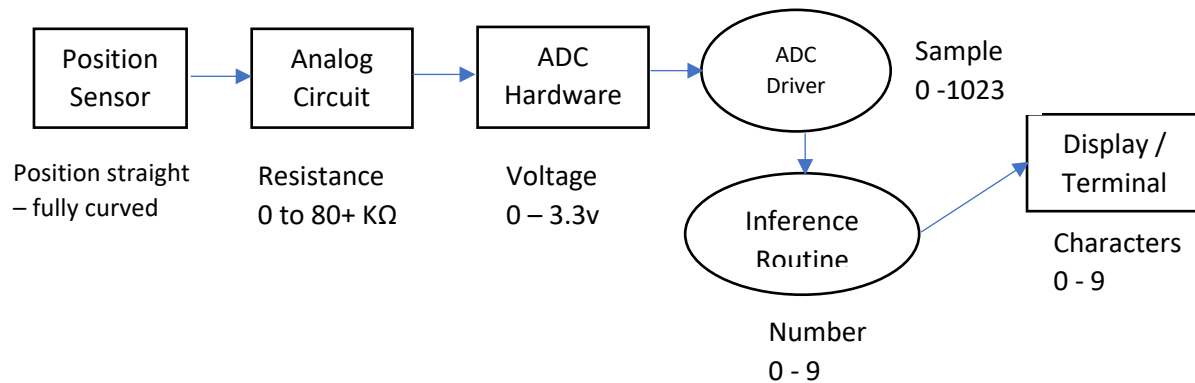 Position
Sensor
Analog
Circuit
ADC
Hardware
ADC
Driver
Sample
0 -1023
Position straight
– fully curved
Resistance
0 to 80+ KΩ
Voltage
0 – 3.3v
Inference
Routine
Display /
Terminal
Number
0 - 9
Characters
0 - 9